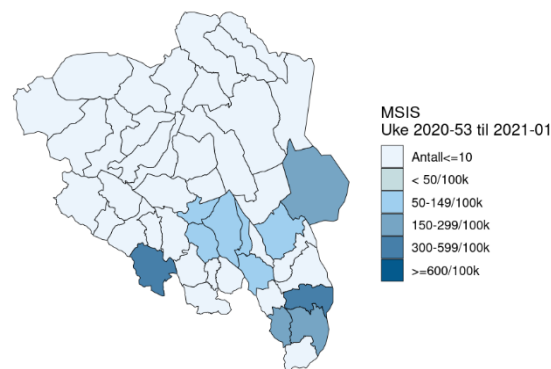 MSIS
Uke 2020-53 til 2021-01
Antall<=10
< 50/100k
50-149/100k
150-299/100k
300-599/100k
>=600/100k